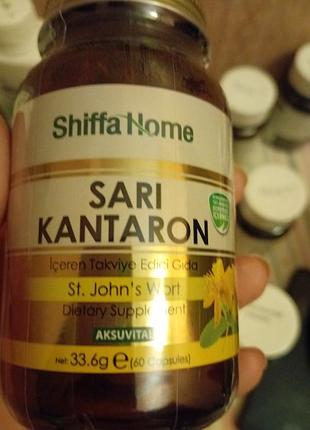 Shiffa Home
SARI
KANTARON
İçeren Takviye Edici Gıda
St. John's Wort
Dietary Supplement
AKSUVITAL
Net: 33.6g ℮ (60 Capsules)